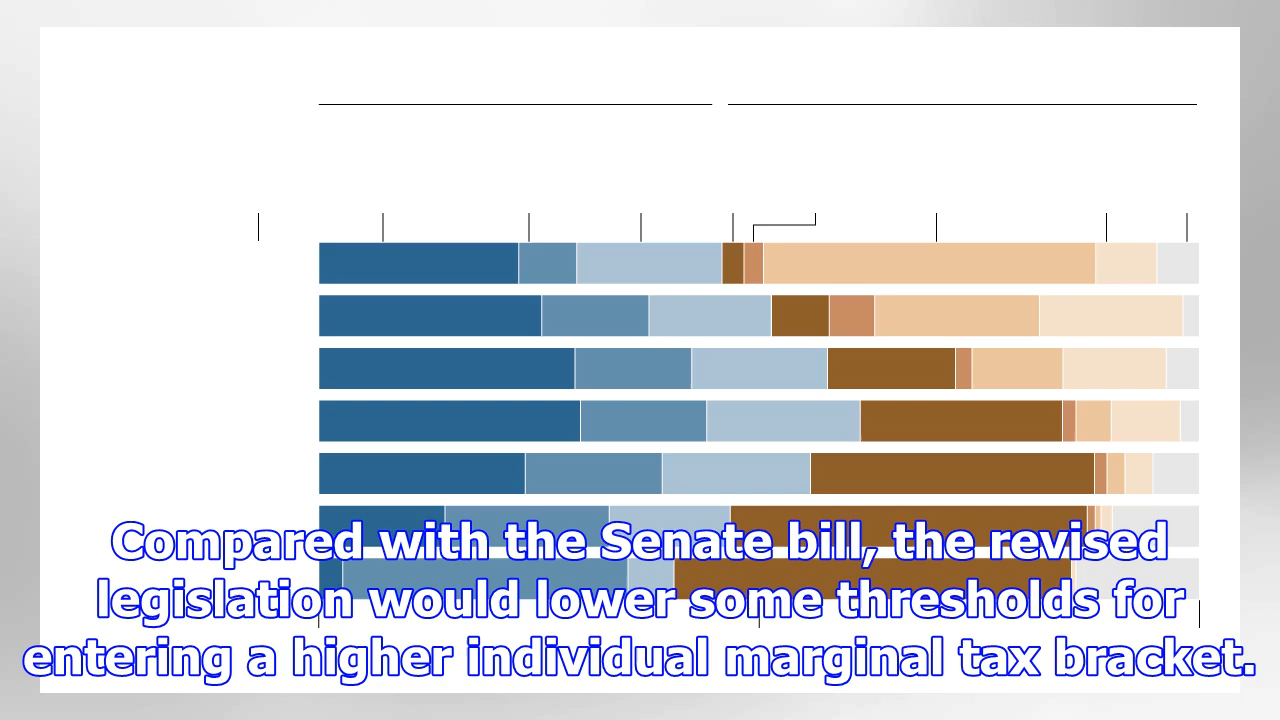 Compared with the Senate bill, the revised
legislation would lower some thresholds for
entering a higher individual marginal tax bracket.